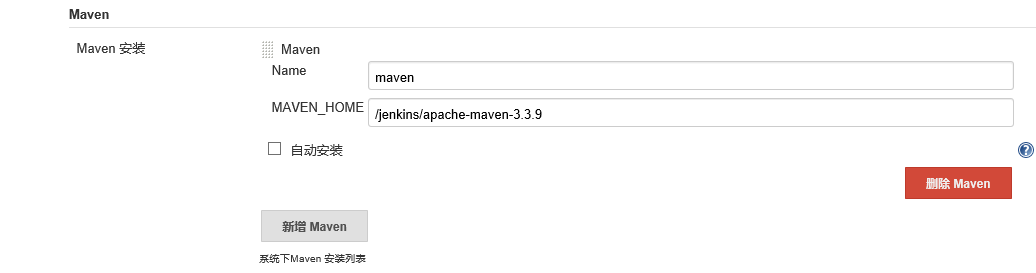 Maven
Maven 安装
Maven
Name
maven
MAVEN_HOME
/jenkins/apache-maven-3.3.9
自动安装
?
删除 Maven
新增 Maven
系统下Maven 安装列表